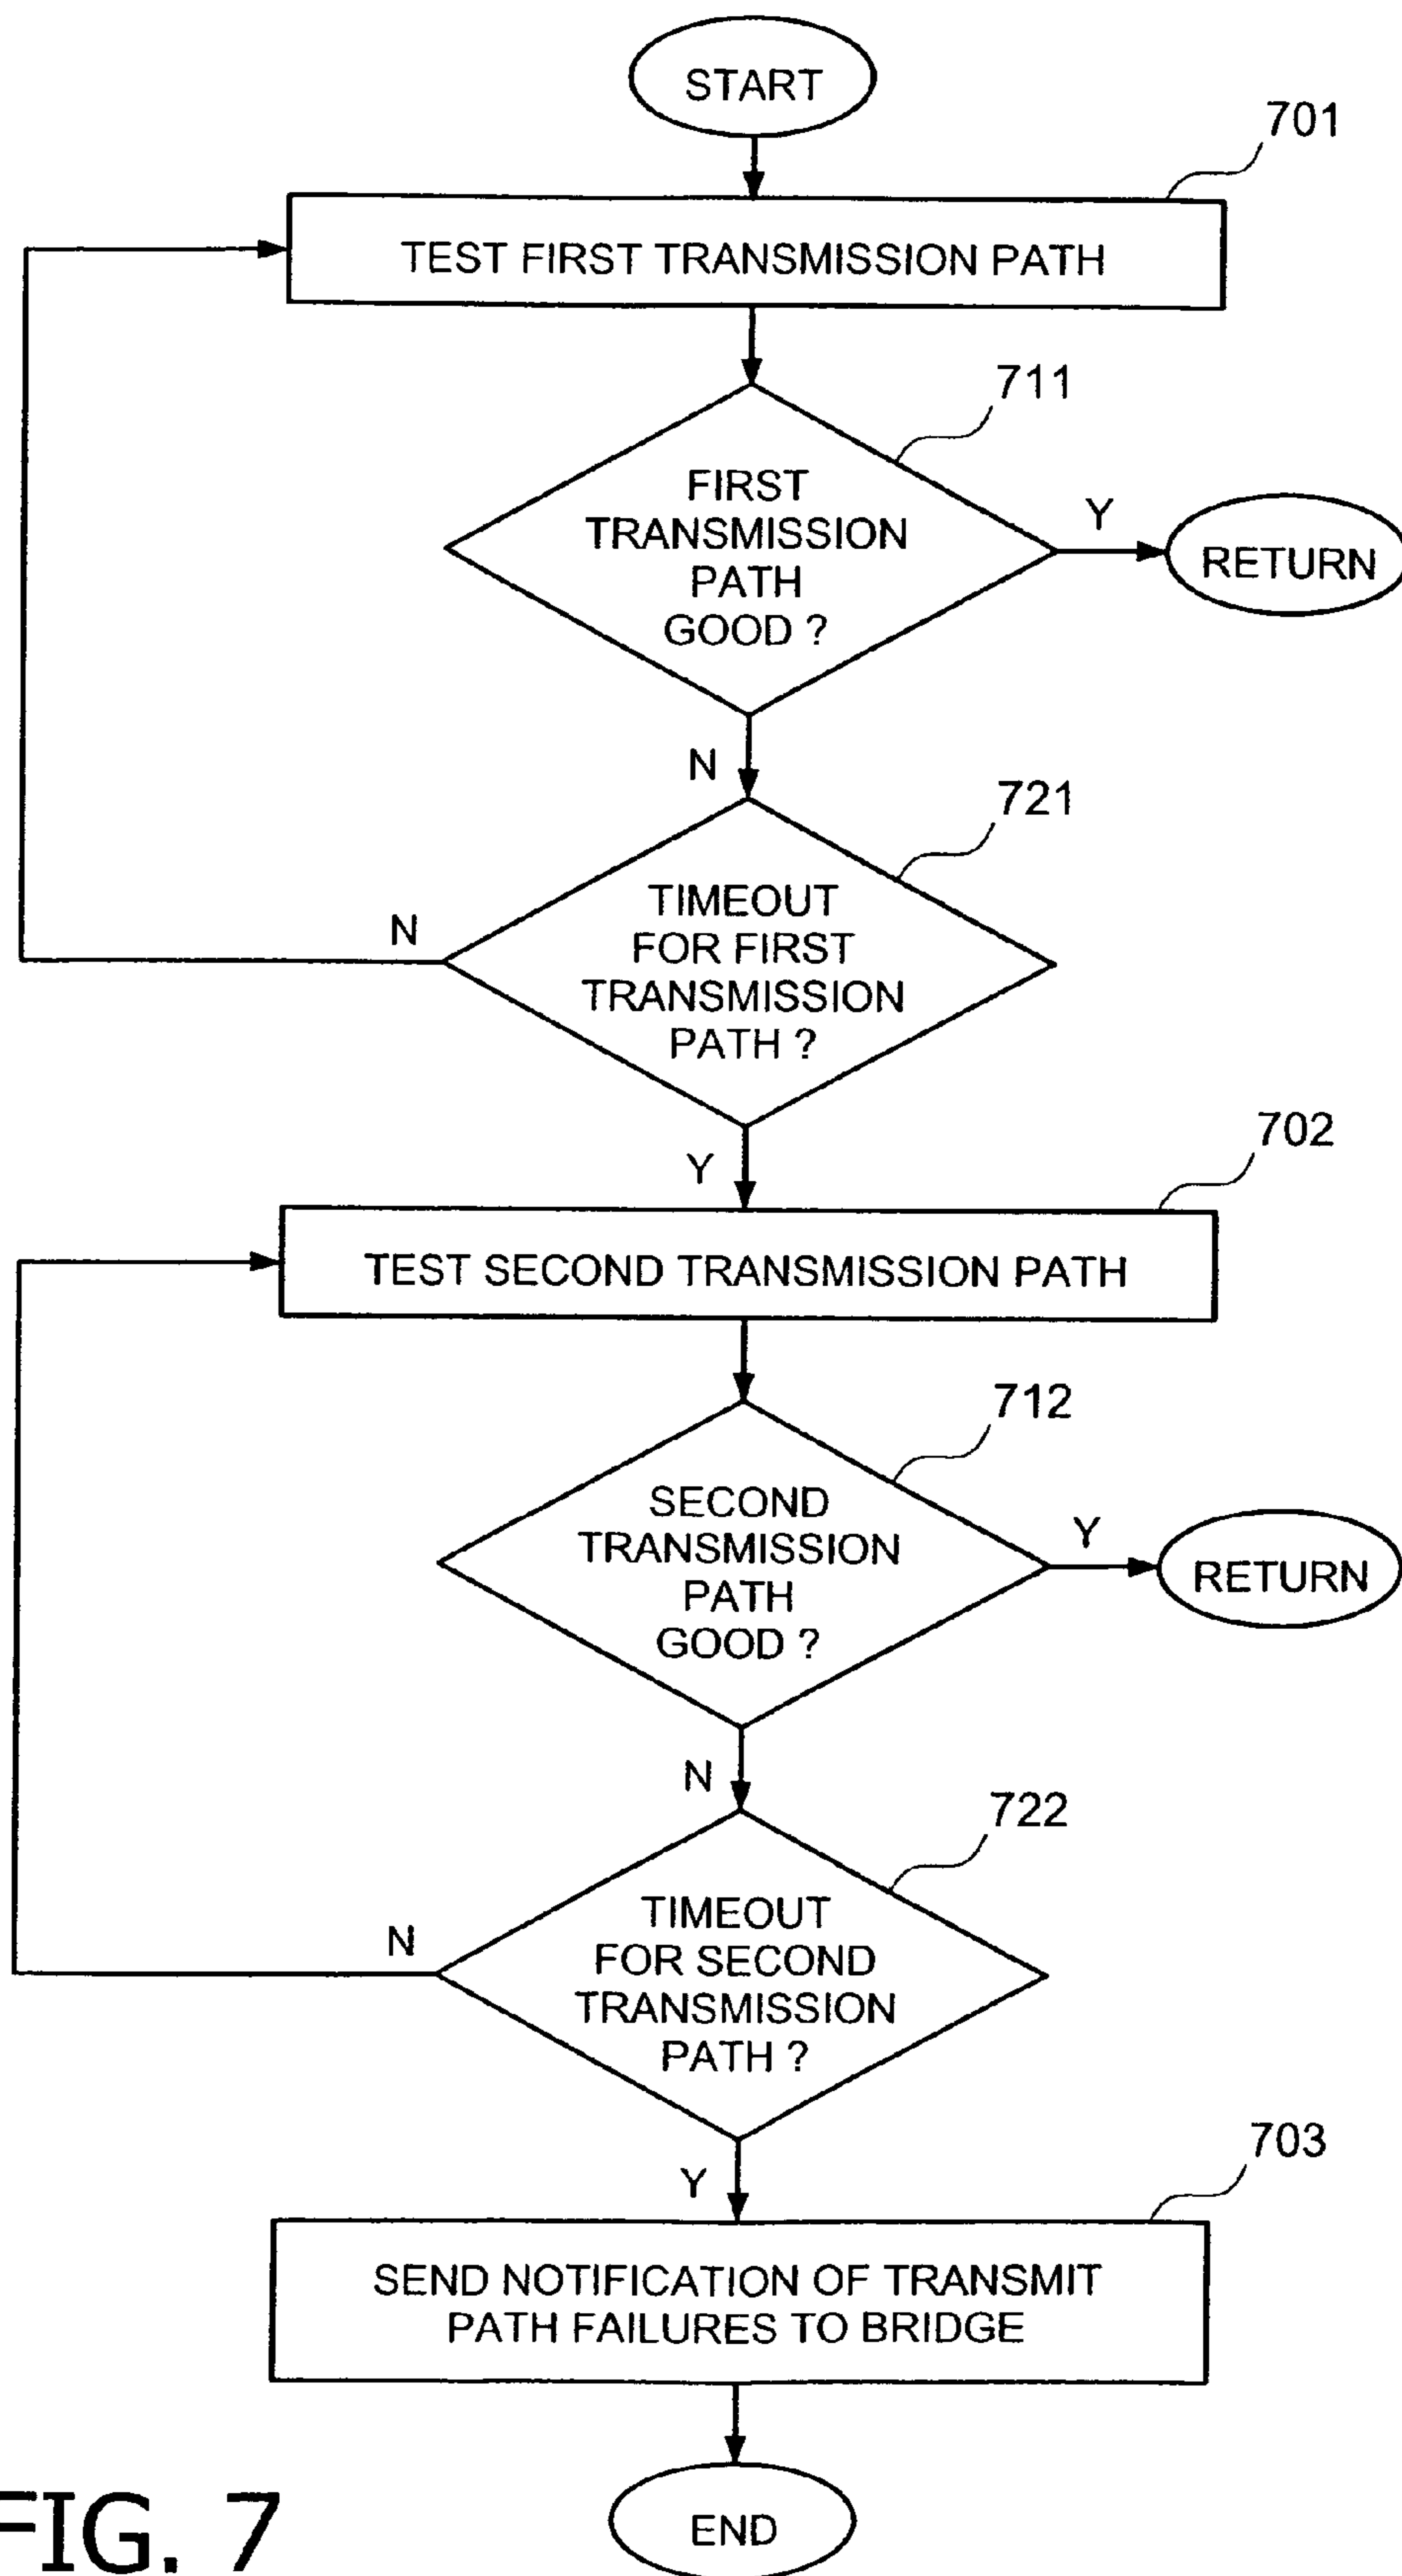 START
701
TEST FIRST TRANSMISSION PATH
711
FIRST
TRANSMISSION
PATH
GOOD ?
Y
RETURN
N
721
TIMEOUT
FOR FIRST
TRANSMISSION
PATH ?
N
Y
702
TEST SECOND TRANSMISSION PATH
712
SECOND
TRANSMISSION
PATH
GOOD ?
Y
RETURN
N
722
TIMEOUT
FOR SECOND
TRANSMISSION
PATH ?
N
Y
703
SEND NOTIFICATION OF TRANSMIT
PATH FAILURES TO BRIDGE
END
FIG. 7